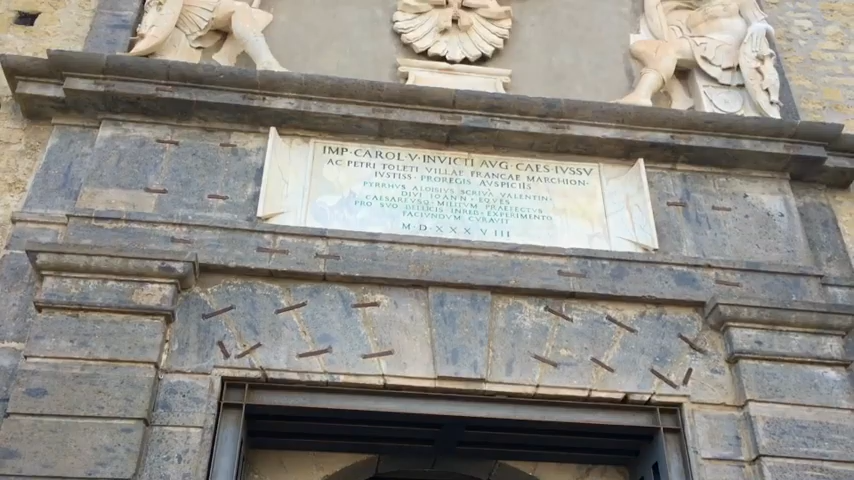 IMP·CAROL·V·INVICTI AVG·CAES·IVSSV
AC PETRI TOLETI VILLAE FRANCAE MARCHION·
IVSTISS·PROREGIS AVSPICIIS
PYRRHVS ALOISIVS SCRIVA VALENTIN·
DIVI IOANN·EQVES
CAESAREVSQ·MILITVM PRAEFECTVS
PRO SVO BELLICIS INRED·EXPERIMENTO
FACIVNDVM CVRAVIT
M·D·XXXVIII